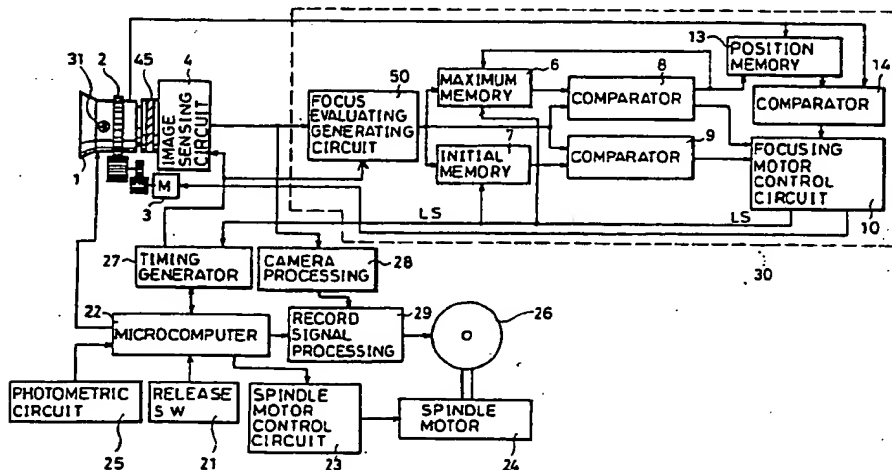 31
2
45
4
1
3
M
IMAGE
SENSING
CIRCUIT
50
FOCUS
EVALUATING
GENERATING
CIRCUIT
6
MAXIMUM
MEMORY
7
INITIAL
MEMORY
8
COMPARATOR
9
COMPARATOR
13
POSITION
MEMORY
14
COMPARATOR
FOCUSING
MOTOR
CONTROL
CIRCUIT
10
LS
LS
30
27
TIMING
GENERATOR
CAMERA
PROCESSING
28
22
MICROCOMPUTER
RECORD
SIGNAL
PROCESSING
29
26
PHOTOMETRIC
CIRCUIT
25
RELEASE
SW
21
SPINDLE
MOTOR
CONTROL
CIRCUIT
23
SPINDLE
MOTOR
24